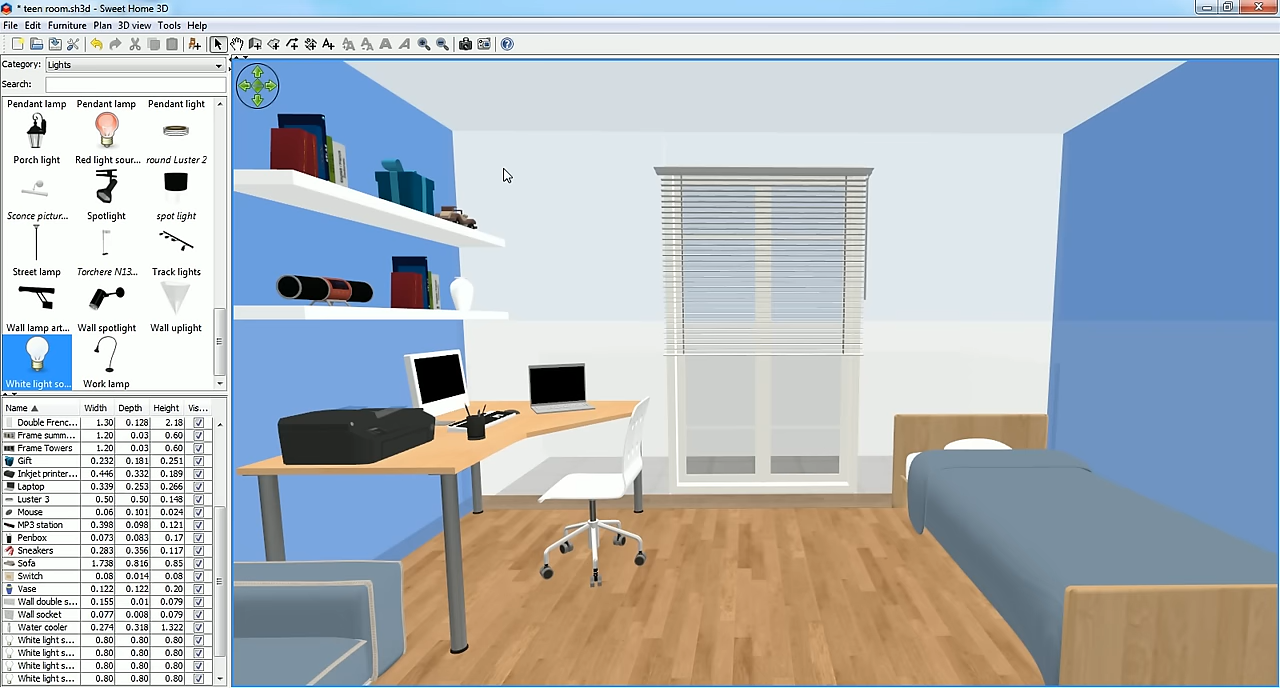 * teen room.sh3d - Sweet Home 3D
File Edit Furniture Plan 3D view Tools Help
Category: Lights
Search:
Pendant lamp Pendant lamp Pendant light
Porch light Red light sour... round Luster 2
Sconce pictur... Spotlight spot light
Street lamp Torchere N13... Track lights
Wall lamp art... Wall spotlight Wall uplight
White light so... Work lamp
Name Width Depth Height Vis...
Double Frenc... 1.30 0.128 2.18
Frame summ... 1.20 0.03 0.60
Frame Towers 1.20 0.03 0.60
Gift 0.232 0.181 0.251
Inkjet printer... 0.446 0.332 0.189
Laptop 0.339 0.253 0.266
Luster 3 0.50 0.50 0.148
Mouse 0.06 0.101 0.024
MP3 station 0.398 0.098 0.121
Penbox 0.073 0.083 0.17
Sneakers 0.283 0.356 0.117
Sofa 1.738 0.816 0.85
Switch 0.08 0.014 0.08
Vase 0.122 0.122 0.20
Wall double s... 0.155 0.01 0.079
Wall socket 0.077 0.008 0.079
Water cooler 0.274 0.318 1.322
White light s... 0.80 0.80 0.80
White light s... 0.80 0.80 0.80
White light s... 0.80 0.80 0.80
White light s... 0.80 0.80 0.80